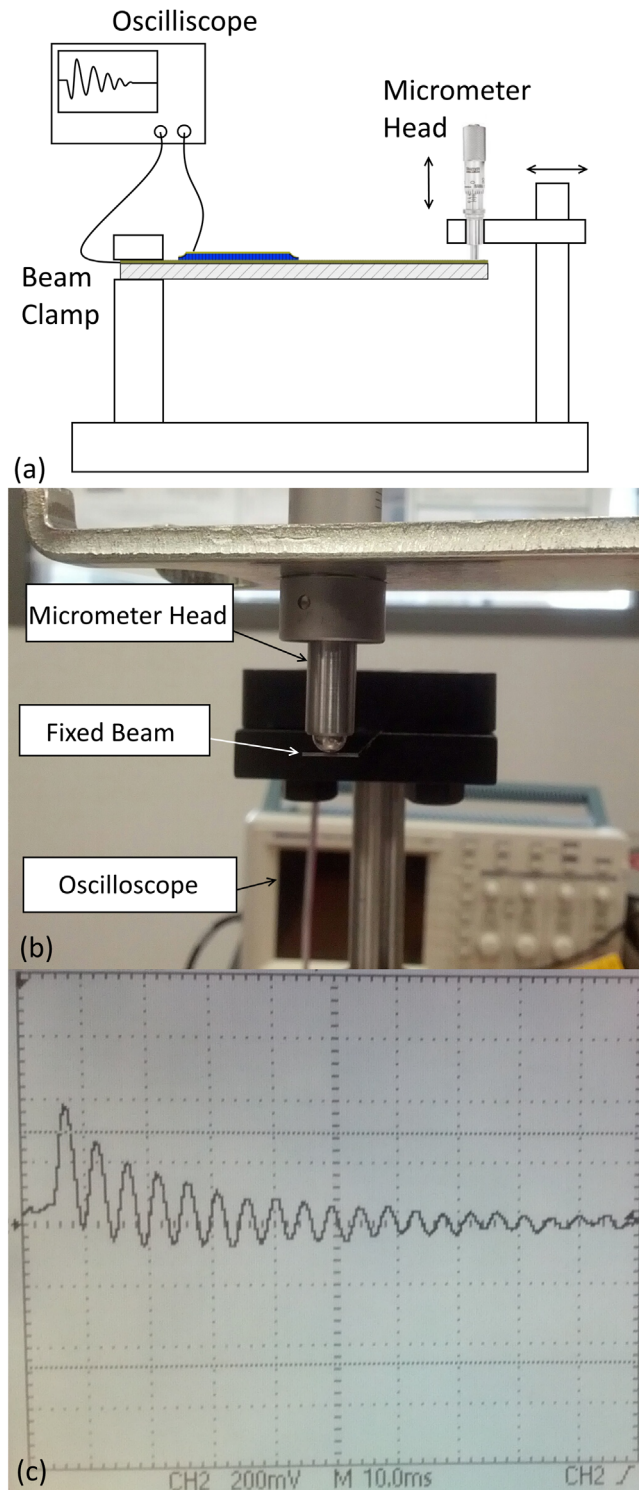 Oscilliscope
Micrometer
Head
Beam
Clamp
(a)
Micrometer Head
Fixed Beam
Oscilloscope
(b)
(c)
CH2 200mV M 10.0ms CH2